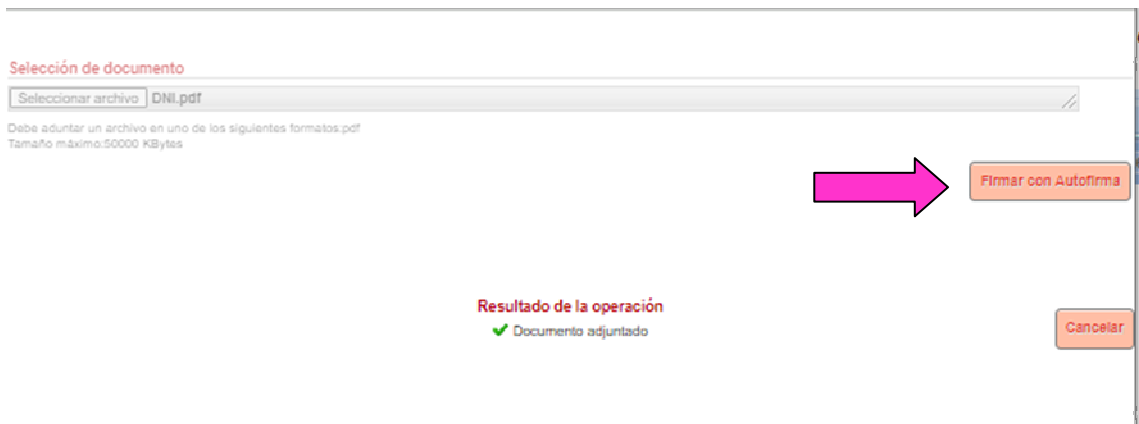 Selección de documento
Seleccionar archivo DNI.pdf
Debe aduntar un archivo en uno de los siguientes formatos:pdf
Tamaño máximo:50000 KBytes
Firmar con Autofirma
Resultado de la operación
Documento adjuntado
Cancelar